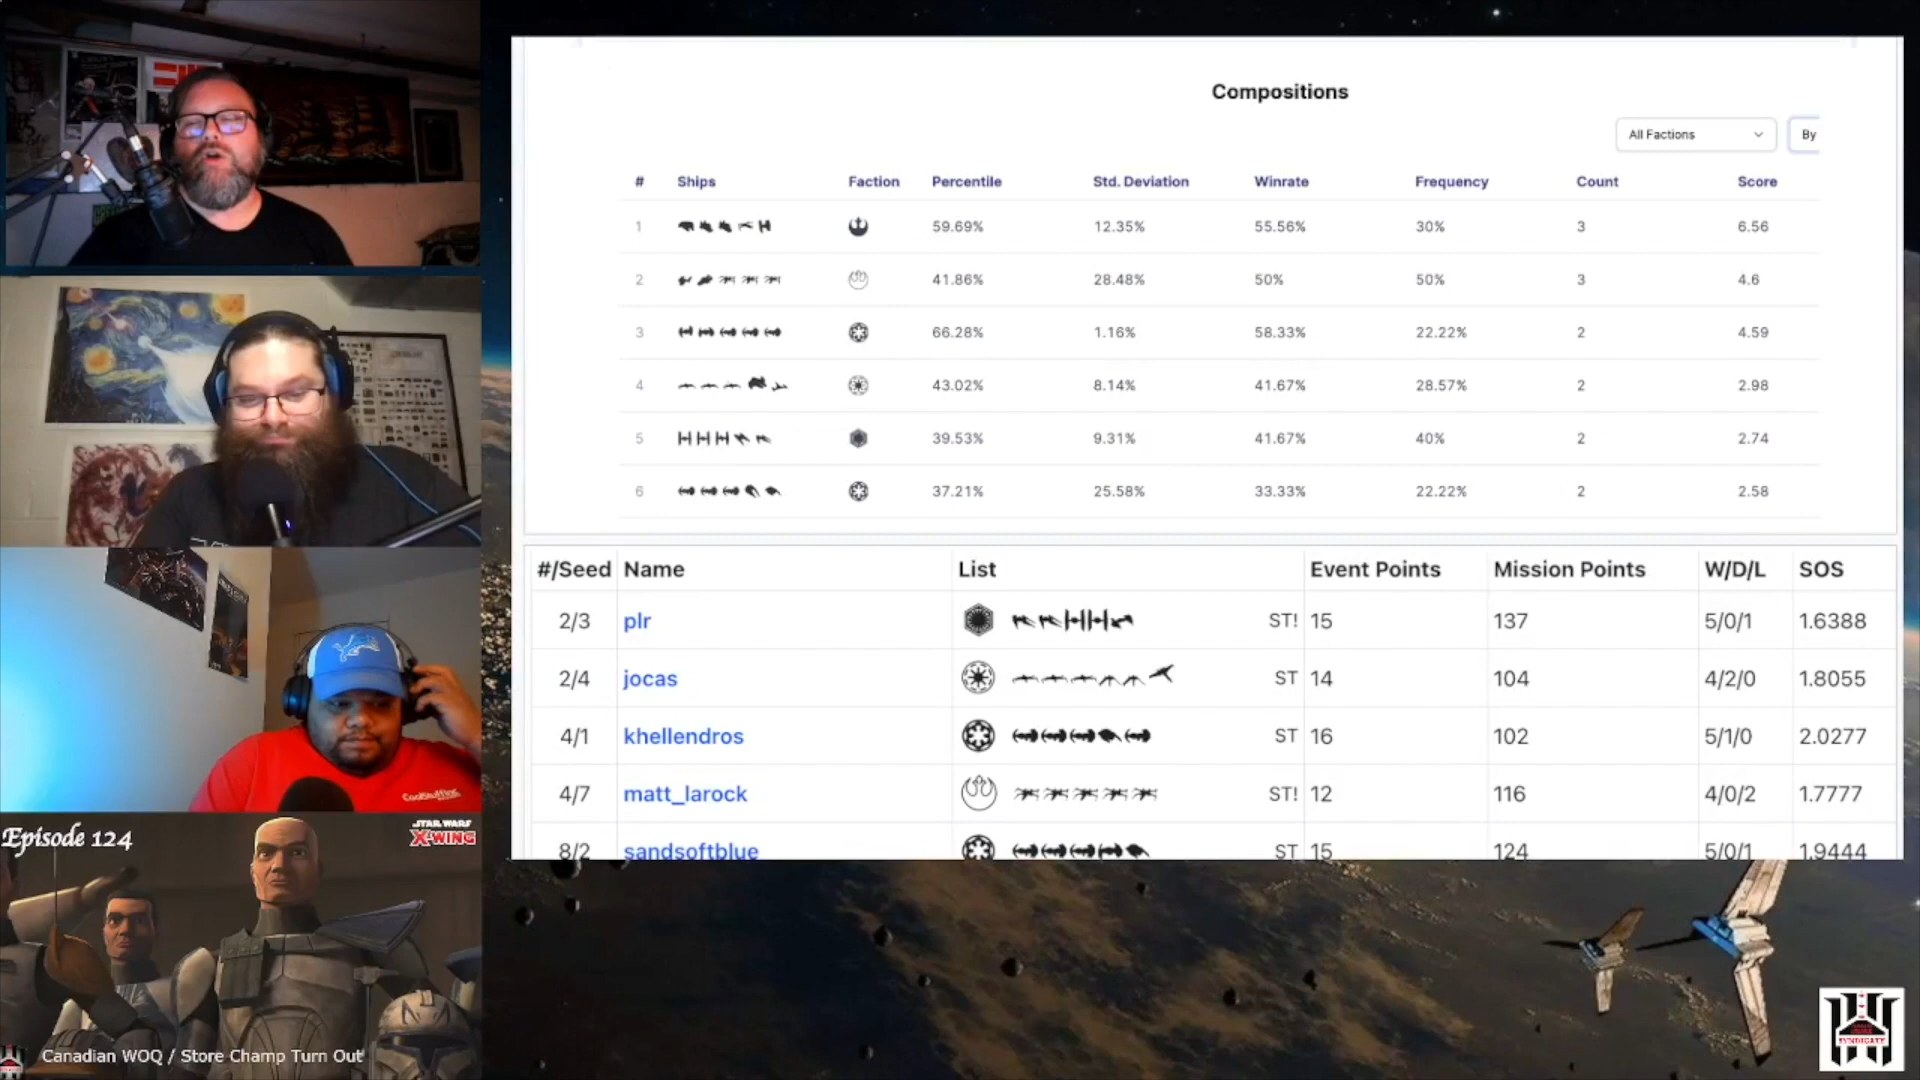 Compositions
All Factions By
# Ships Faction Percentile Std. Deviation Winrate Frequency Count Score
1 59.69% 12.35% 55.56% 30% 3 6.56
2 41.86% 28.48% 50% 50% 3 4.6
3 66.28% 1.16% 58.33% 22.22% 2 4.59
4 43.02% 8.14% 41.67% 28.57% 2 2.98
5 39.53% 9.31% 41.67% 40% 2 2.74
6 37.21% 25.58% 33.33% 22.22% 2 2.58
#/Seed Name List Event Points Mission Points W/D/L SOS
2/3 plr ST! 15 137 5/0/1 1.6388
2/4 jocas ST 14 104 4/2/0 1.8055
4/1 khellendros ST 16 102 5/1/0 2.0277
4/7 matt_larock ST! 12 116 4/0/2 1.7777
8/2 sandsoftblue ST 15 124 5/0/1 1.9444
Episode 124
STAR WARS
X-WING
Canadian WOQ / Store Champ Turn Out
SYNDICATE